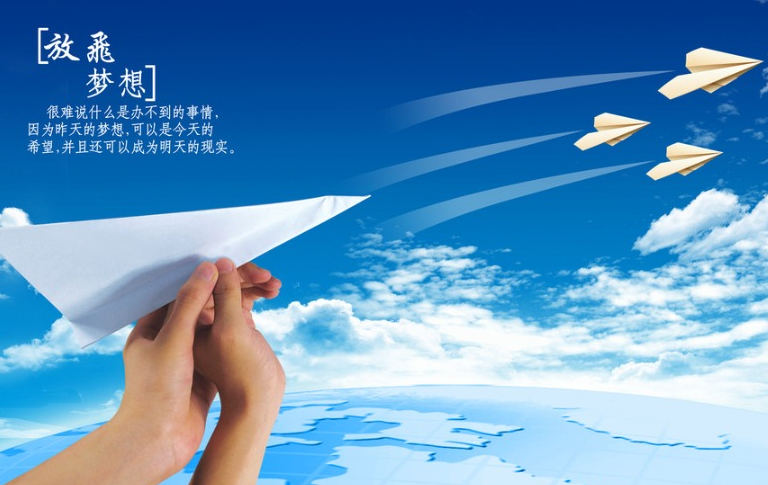 [放飛
梦想]
很难说什么是办不到的事情,
因为昨天的梦想,可以是今天的
希望,并且还可以成为明天的现实。